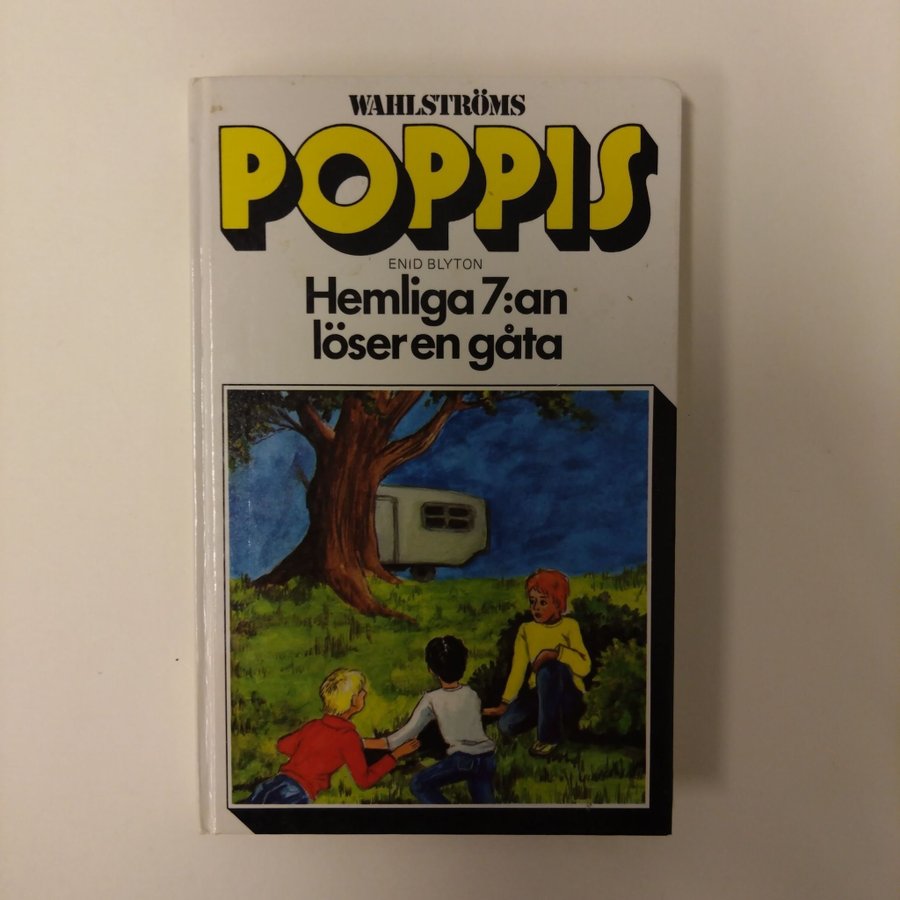 WAHLSTRÖMS
POPPIS
ENID BLYTON
Hemliga 7:an
löser en gåta